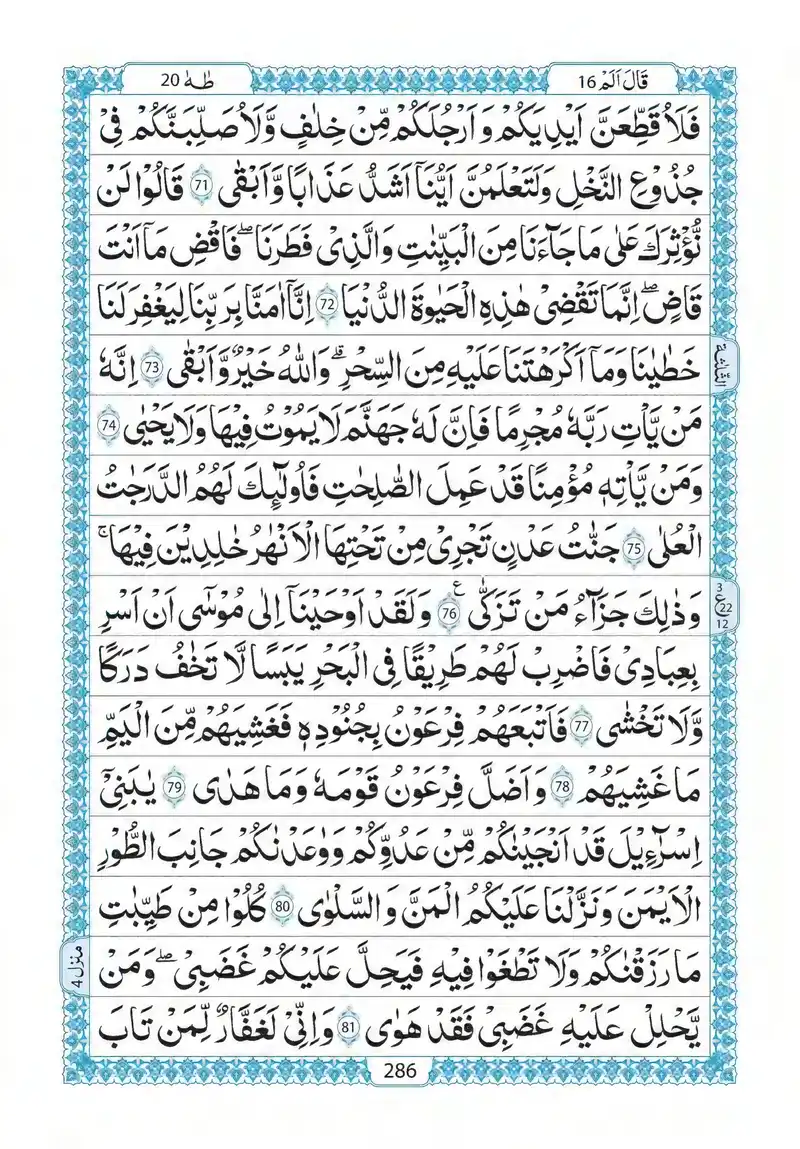 قَالَ اَلَمْ 16
طٰهٰ 20
فَلَاُ قَطِّعَنَّ اَيْدِيَكُمْ وَ اَرْجُلَكُمْ مِّنْ خِلٰفٍ وَّلَاُ صَلِّبَنَّكُمْ فِيْ
جُذُوْعِ النَّخْلِ وَلَتَعْلَمُنَّ اَيُّنَاۤ اَشَدُّ عَذَابًا وَّاَبْقٰى 71 قَالُوْا لَنْ
نُّؤْثِرَكَ عَلٰى مَا جَآءَنَا مِنَ الْبَيِّنٰتِ وَالَّذِيْ فَطَرَنَا ۖ فَاقْضِ مَاۤ اَنْتَ
قَاضٍ ۖ اِنَّمَا تَقْضِيْ هٰذِهِ الْحَيٰوةَ الدُّنْيَا 72 اِنَّاۤ اٰمَنَّا بِرَبِّنَا لِيَغْفِرَ لَنَا
خَطٰيٰنَا وَمَاۤ اَكْرَهْتَنَا عَلَيْهِ مِنَ السِّحْرِ ۗ وَاللّٰهُ خَيْرٌ وَّاَبْقٰى 73 اِنَّهٗ
مَنْ يَّاْتِ رَبَّهٗ مُجْرِمًا فَاِنَّ لَهٗ جَهَنَّمَ لَا يَمُوْتُ فِيْهَا وَلَا يَحْيٰى 74
وَمَنْ يَّاْتِهٖ مُؤْمِنًا قَدْ عَمِلَ الصّٰلِحٰتِ فَاُولٰٓئِكَ لَهُمُ الدَّرَجٰتُ
الْعُلٰى 75 جَنّٰتُ عَدْنٍ تَجْرِيْ مِنْ تَحْتِهَا الْاَنْهٰرُ خٰلِدِيْنَ فِيْهَا ۚ
وَذٰلِكَ جَزٰٓؤُا مَنْ تَزَكّٰى ع 76 وَلَقَدْ اَوْحَيْنَاۤ اِلٰى مُوْسٰٓى اَنْ اَسْرِ
بِعِبَادِيْ فَاضْرِبْ لَهُمْ طَرِيْقًا فِي الْبَحْرِ يَبَسًا لَّا تَخٰفُ دَرَكًا
وَّلَا تَخْشٰى 77 فَاَتْبَعَهُمْ فِرْعَوْنُ بِجُنُوْدِهٖ فَغَشِيَهُمْ مِّنَ الْيَمِّ
مَا غَشِيَهُمْ 78 وَاَضَلَّ فِرْعَوْنُ قَوْمَهٗ وَمَا هَدٰى 79 يٰبَنِيْۤ
اِسْرَآءِيْلَ قَدْ اَنْجَيْنٰكُمْ مِّنْ عَدُوِّكُمْ وَوٰعَدْنٰكُمْ جَانِبَ الطُّوْرِ
الْاَيْمَنَ وَنَزَّلْنَا عَلَيْكُمُ الْمَنَّ وَالسَّلْوٰى 80 كُلُوْا مِنْ طَيِّبٰتِ
مَا رَزَقْنٰكُمْ وَلَا تَطْغَوْا فِيْهِ فَيَحِلَّ عَلَيْكُمْ غَضَبِيْ ۖ وَمَنْ
يَّحْلِلْ عَلَيْهِ غَضَبِيْ فَقَدْ هَوٰى 81 وَاِنِّيْ لَغَفَّارٌ لِّمَنْ تَابَ
3
ع 22
12
منزل 4
286